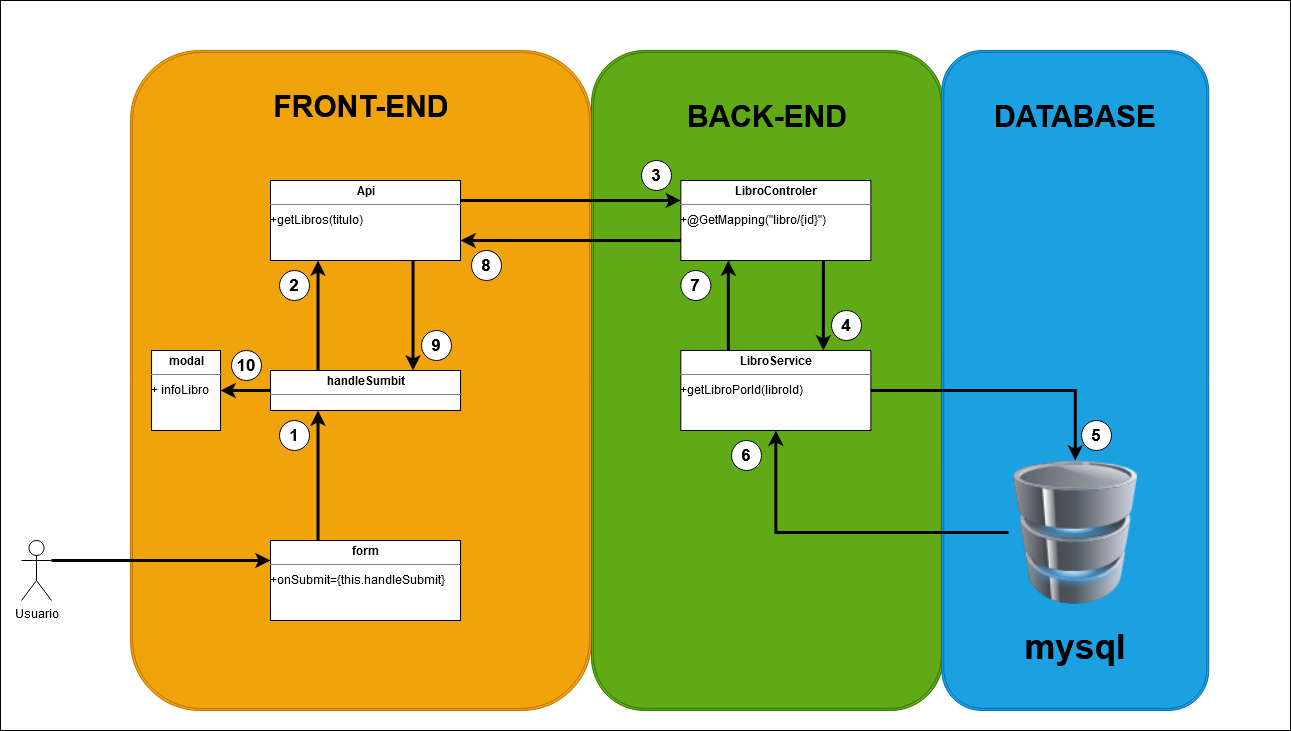 FRONT-END
BACK-END
DATABASE
Api
+getLibros(titulo)
3
LibroControler
+@GetMapping("libro/{id}")
8
2
7
9
4
modal
+ infoLibro
10
handleSumbit
LibroService
+getLibroPorId(libroId)
1
6
5
form
+onSubmit={this.handleSubmit}
Usuario
mysql